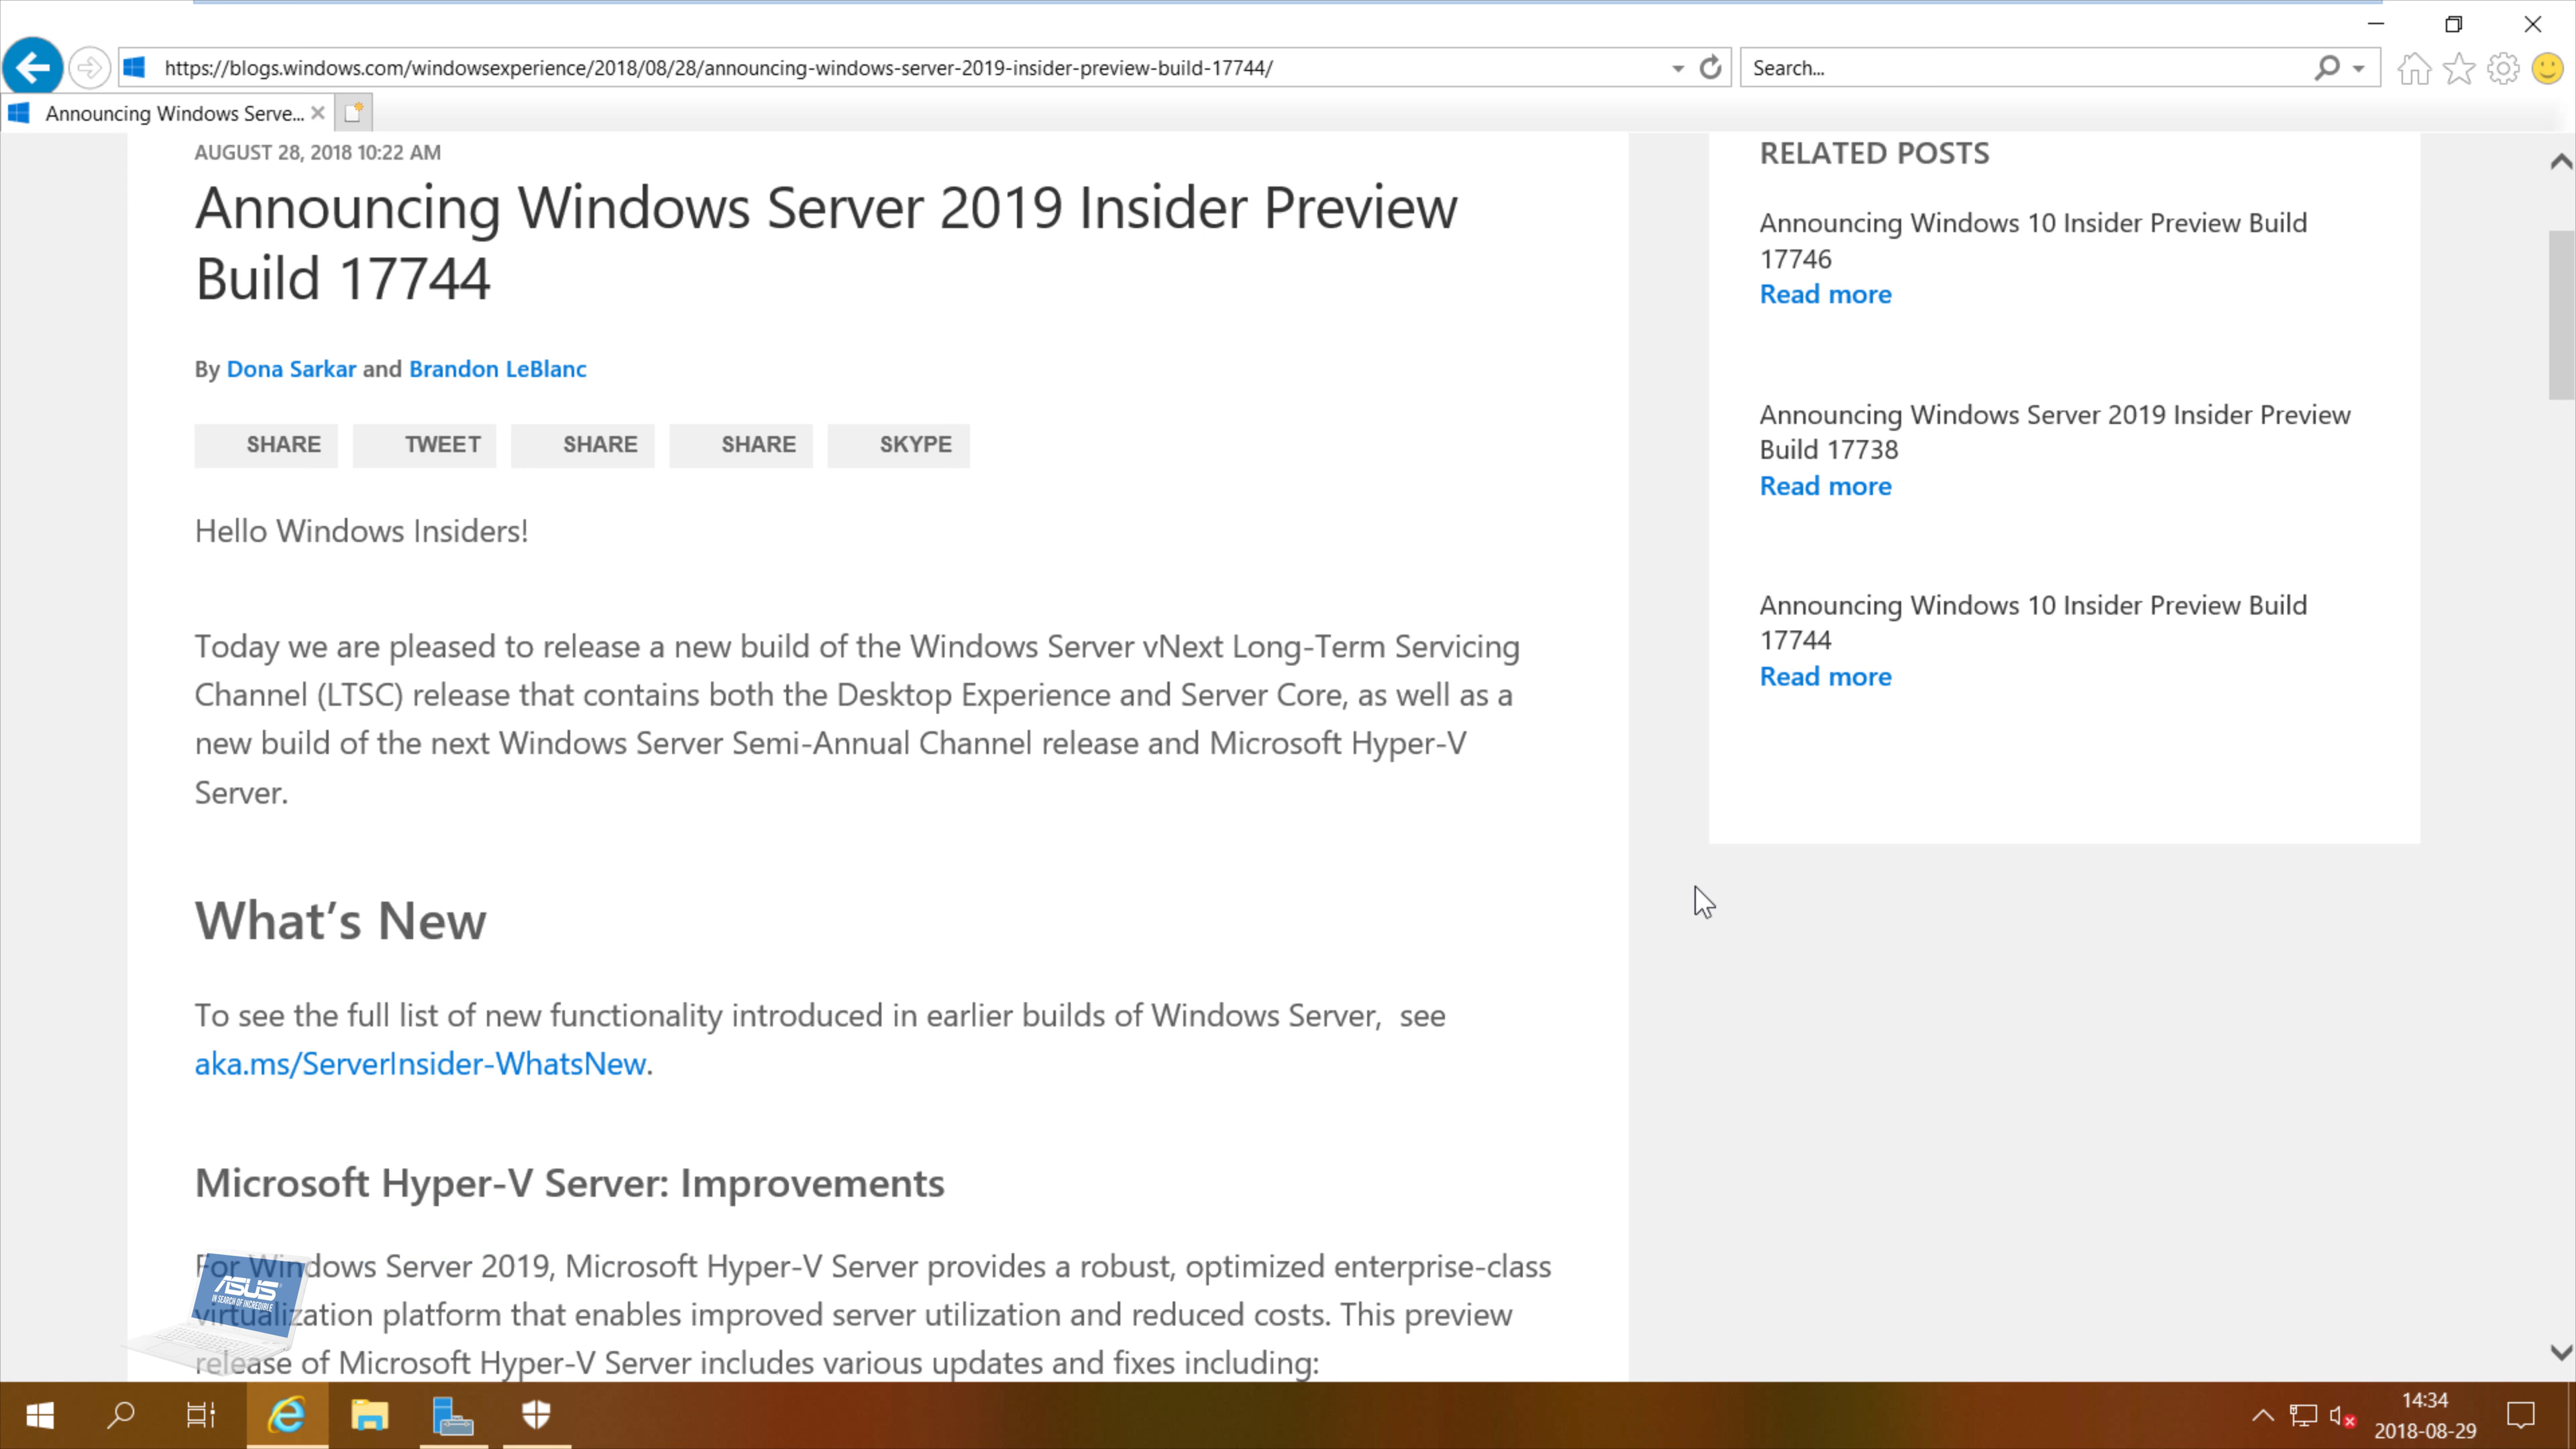 https://blogs.windows.com/windowsexperience/2018/08/28/announcing-windows-server-2019-insider-preview-build-17744/
Search...
Announcing Windows Serve...
AUGUST 28, 2018 10:22 AM
Announcing Windows Server 2019 Insider Preview
Build 17744
By Dona Sarkar and Brandon LeBlanc
SHARE TWEET SHARE SHARE SKYPE
Hello Windows Insiders!
Today we are pleased to release a new build of the Windows Server vNext Long-Term Servicing
Channel (LTSC) release that contains both the Desktop Experience and Server Core, as well as a
new build of the next Windows Server Semi-Annual Channel release and Microsoft Hyper-V
Server.
What’s New
To see the full list of new functionality introduced in earlier builds of Windows Server,  see
aka.ms/ServerInsider-WhatsNew.
Microsoft Hyper-V Server: Improvements
For Windows Server 2019, Microsoft Hyper-V Server provides a robust, optimized enterprise-class
virtualization platform that enables improved server utilization and reduced costs. This preview
release of Microsoft Hyper-V Server includes various updates and fixes including:
RELATED POSTS
Announcing Windows 10 Insider Preview Build
17746
Read more
Announcing Windows Server 2019 Insider Preview
Build 17738
Read more
Announcing Windows 10 Insider Preview Build
17744
Read more
ASUS
IN SEARCH OF INCREDIBLE
14:34
2018-08-29